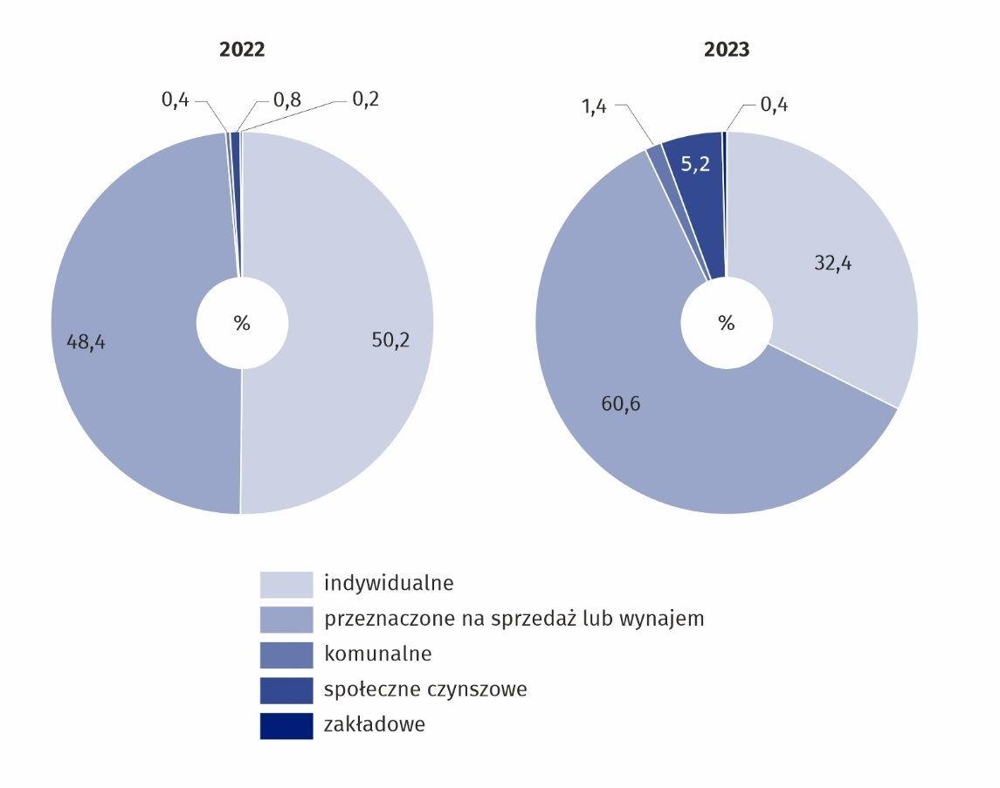 2022
2023
0,4
0,8
0,2
1,4
0,4
5,2
32,4
%
%
48,4
50,2
60,6
indywidualne
przeznaczone na sprzedaż lub wynajem
komunalne
społeczne czynszowe
zakładowe